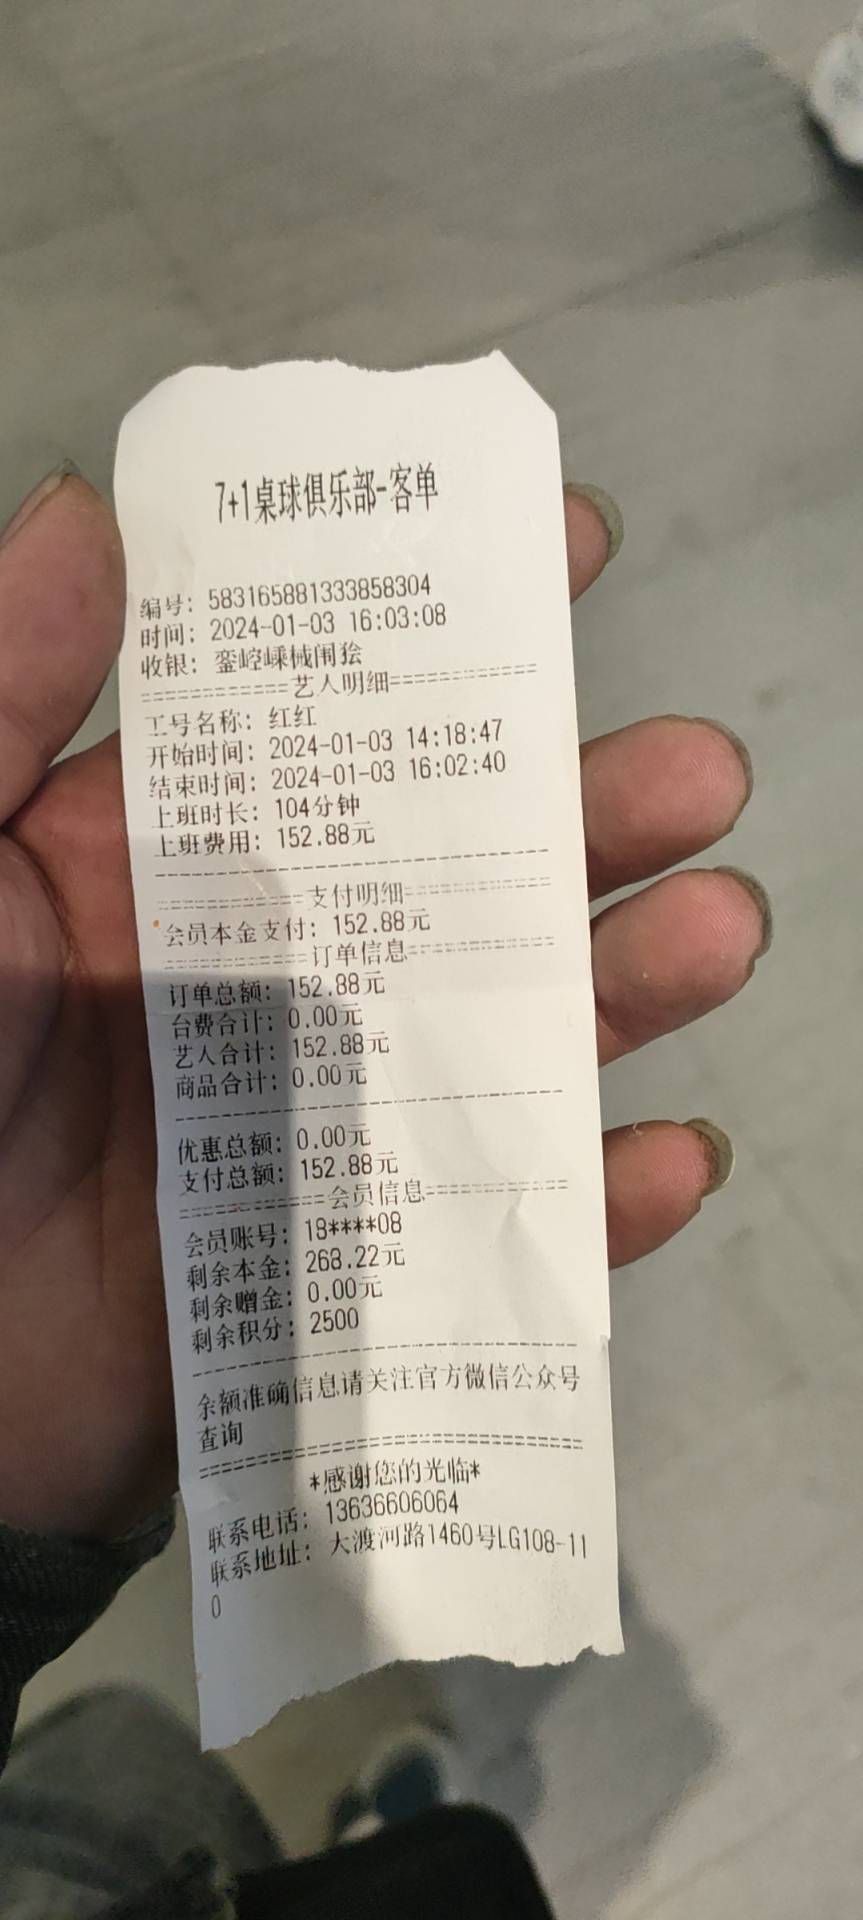 7+1桌球俱乐部-客单
编号: 583165881333858304
时间: 2024-01-03 16:03:08
收银: 銮崆嵊械闱狯
============艺人明细============
工号名称: 红红
开始时间: 2024-01-03 14:18:47
结束时间: 2024-01-03 16:02:40
上班时长: 104分钟
上班费用: 152.88元
--------------------------------
============支付明细============
会员本金支付: 152.88元
============订单信息============
订单总额: 152.88元
台费合计: 0.00元
艺人合计: 152.88元
商品合计: 0.00元
--------------------------------
优惠总额: 0.00元
支付总额: 152.88元
============会员信息============
会员账号: 18****08
剩余本金: 268.22元
剩余赠金: 0.00元
剩余积分: 2500
--------------------------------
余额准确信息请关注官方微信公众号
查询
================================
*感谢您的光临*
联系电话: 13636606064
联系地址: 大渡河路1460号LG108-11
0